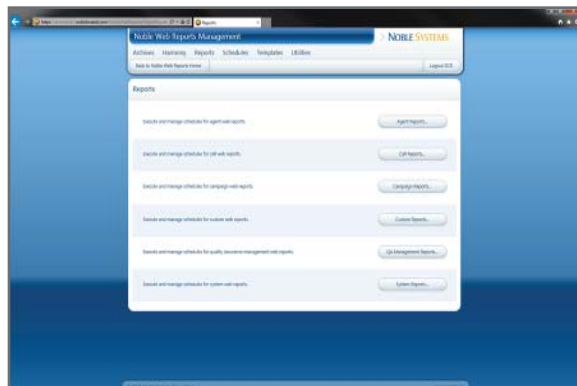 Reports
Noble Web Reports Management
NOBLE SYSTEMS
Archives Harmony Reports Schedules Templates Utilities
Back to Noble Web Reports Home
Logout
Reports
Execute and manage schedules for agent web reports.
Agent Reports...
Execute and manage schedules for call web reports.
Call Reports...
Execute and manage schedules for campaign web reports.
Campaign Reports...
Execute and manage schedules for custom web reports.
Custom Reports...
Execute and manage schedules for quality assurance management web reports.
QA Management Reports...
Execute and manage schedules for system web reports.
System Reports...